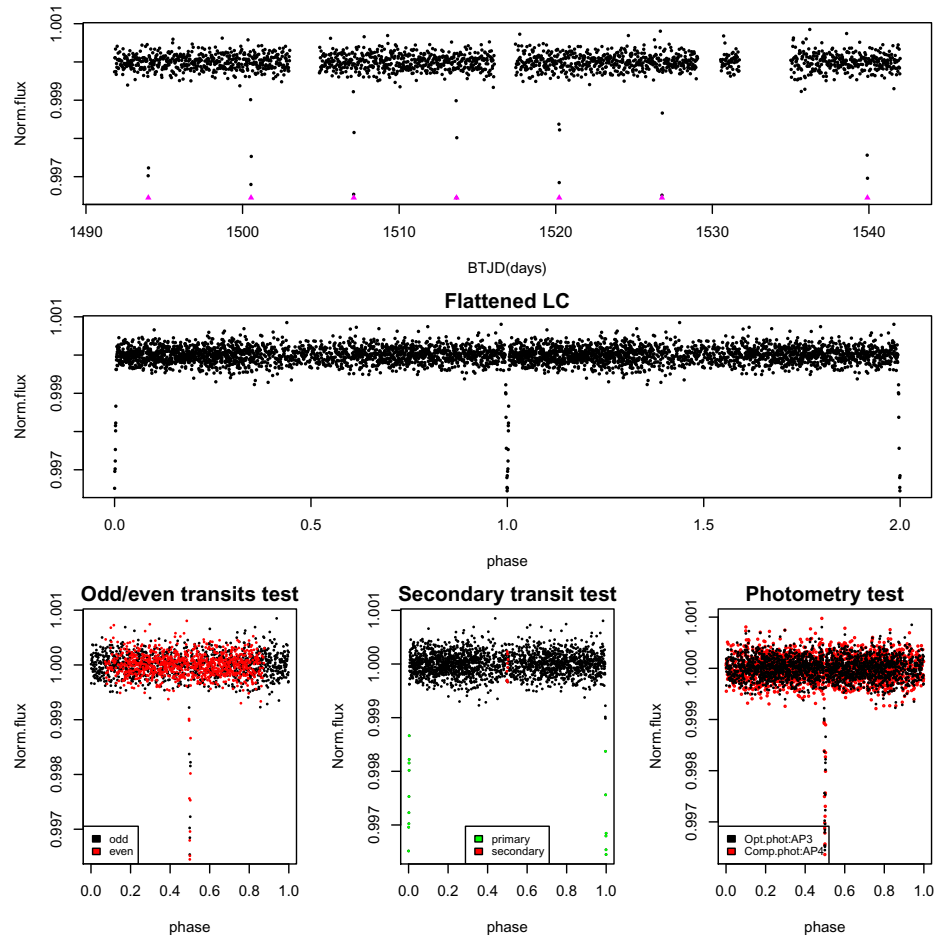 1.001
0.999
0.997
Norm.flux
1490 1500 1510 1520 1530 1540
BTJD(days)
Flattened LC
1.001
0.999
0.997
Norm.flux
0.0 0.5 1.0 1.5 2.0
phase
Odd/even transits test
1.001
1.000
0.999
0.998
0.997
Norm.flux
odd
even
0.0 0.2 0.4 0.6 0.8 1.0
phase
Secondary transit test
1.001
1.000
0.999
0.998
0.997
Norm.flux
primary
secondary
0.0 0.2 0.4 0.6 0.8 1.0
phase
Photometry test
1.001
1.000
0.999
0.998
0.997
Norm.flux
Opt.phot:AP3
Comp.phot:AP4
0.0 0.2 0.4 0.6 0.8 1.0
phase